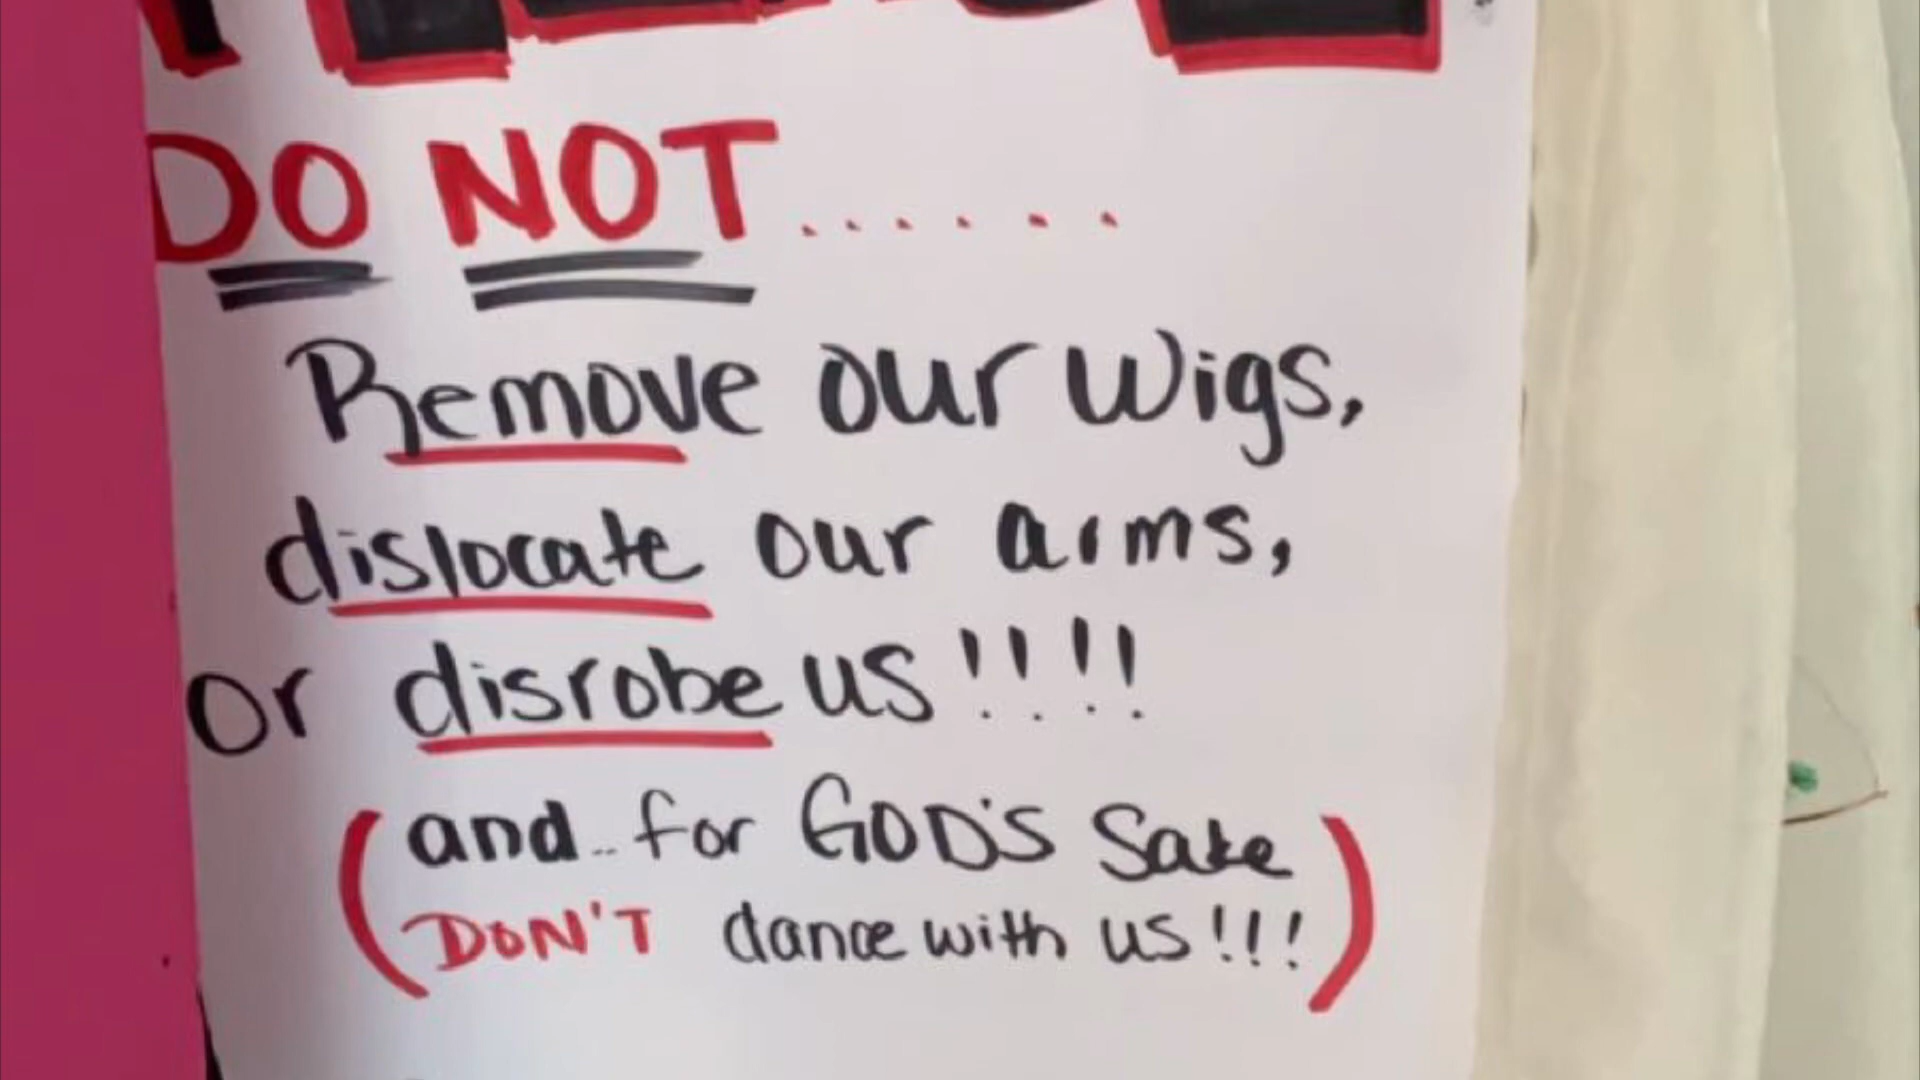 DO NOT......
Remove our wigs,
dislocate our arms,
or disrobe us!!!!
(and.. for GOD'S Sake
DON'T dance with us!!!)